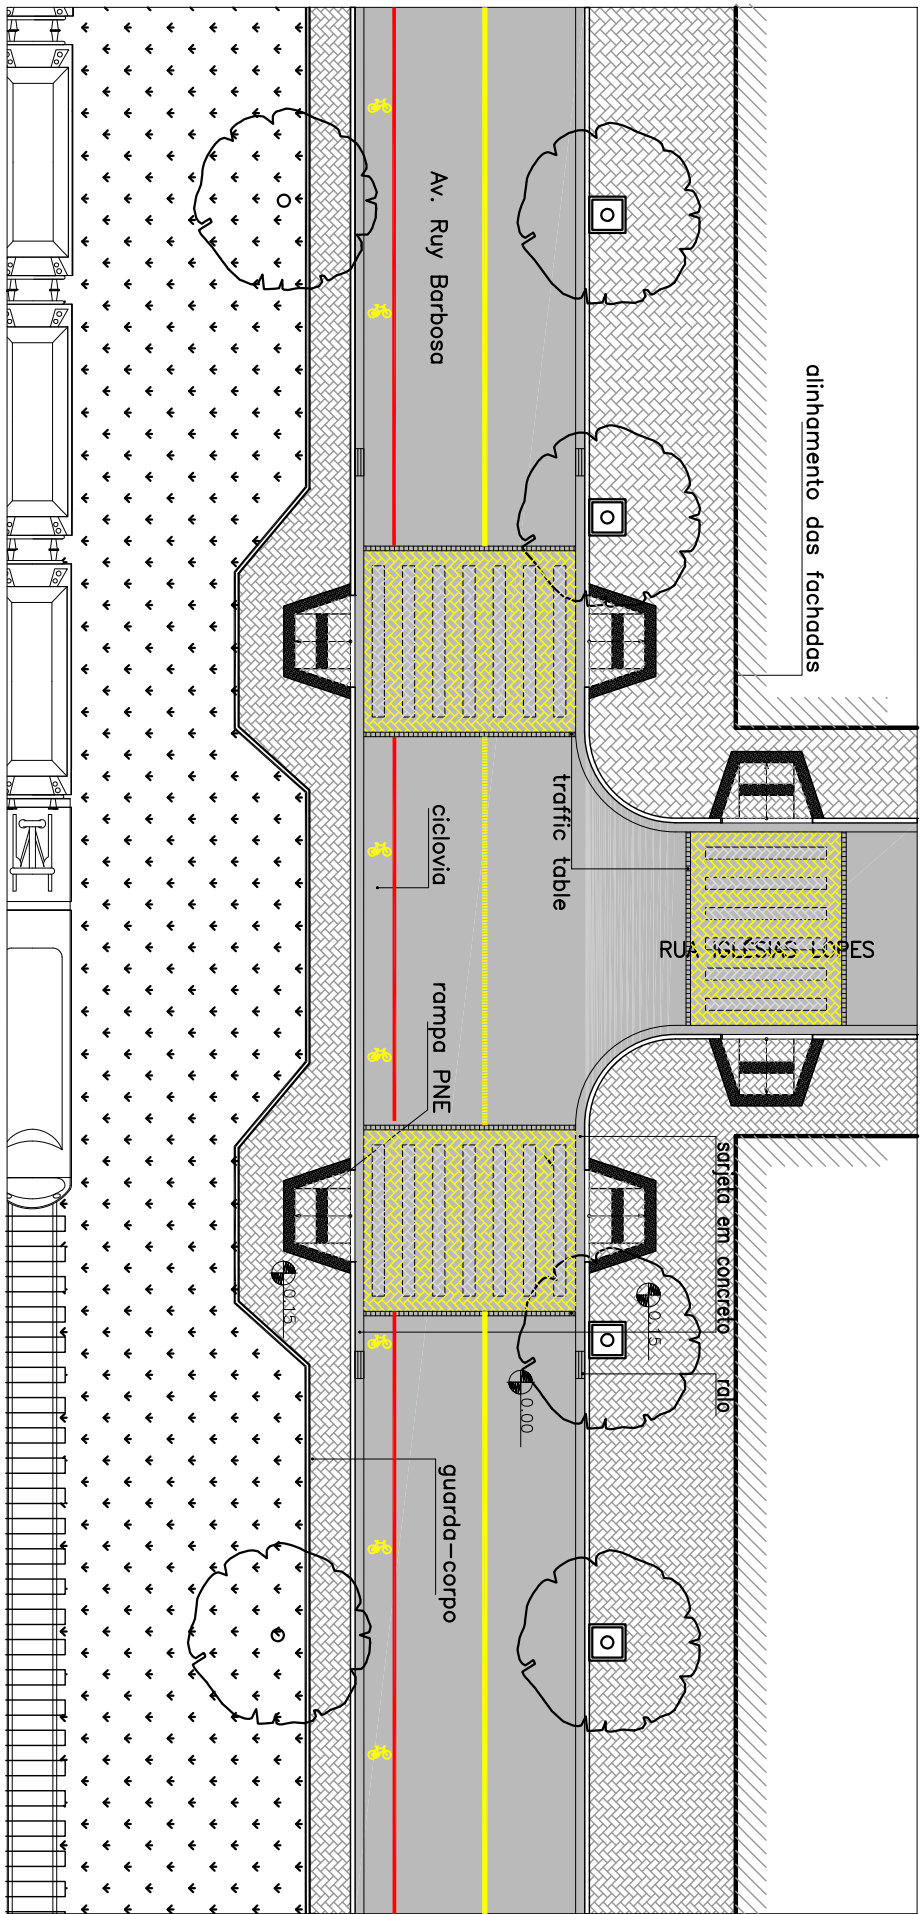 Av. Ruy Barbosa
alinhamento das fachadas
traffic table
ciclovia
RUA IGLESIAS LOPES
rampa PNE
sarjeta em concreto
0.15
0.15
ralo
0.00
guarda-corpo